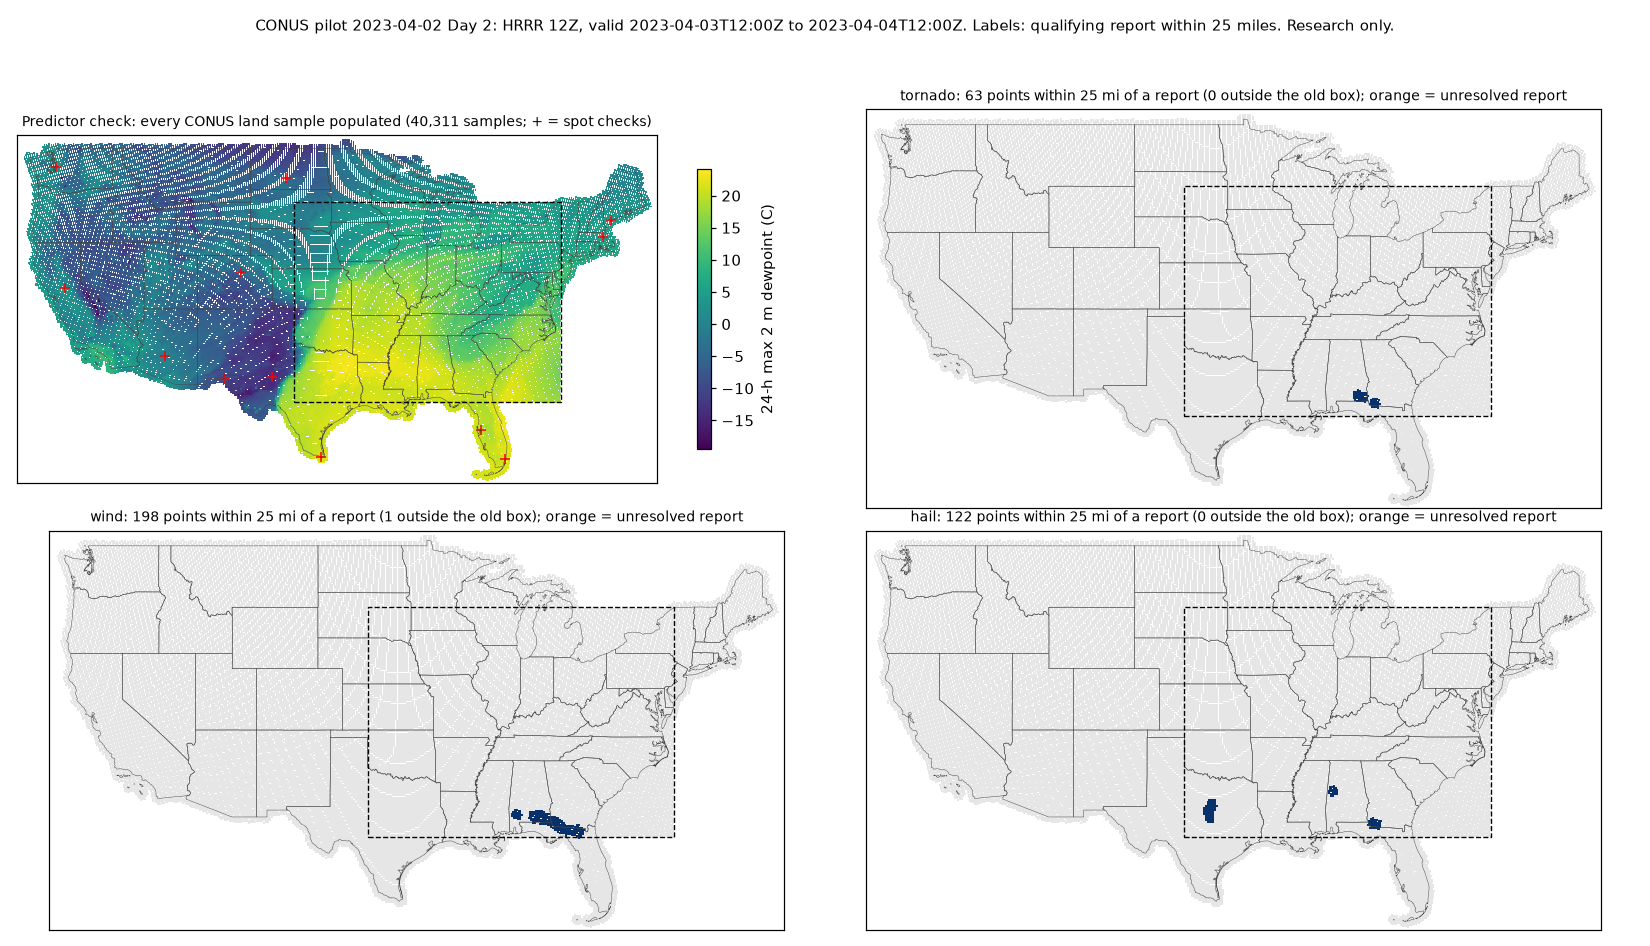 CONUS pilot 2023-04-02 Day 2: HRRR 12Z, valid 2023-04-03T12:00Z to 2023-04-04T12:00Z. Labels: qualifying report within 25 miles. Research only.
Predictor check: every CONUS land sample populated (40,311 samples; + = spot checks)
20
15
10
5
0
−5
−10
−15
24-h max 2 m dewpoint (C)
tornado: 63 points within 25 mi of a report (0 outside the old box); orange = unresolved report
wind: 198 points within 25 mi of a report (1 outside the old box); orange = unresolved report
hail: 122 points within 25 mi of a report (0 outside the old box); orange = unresolved report